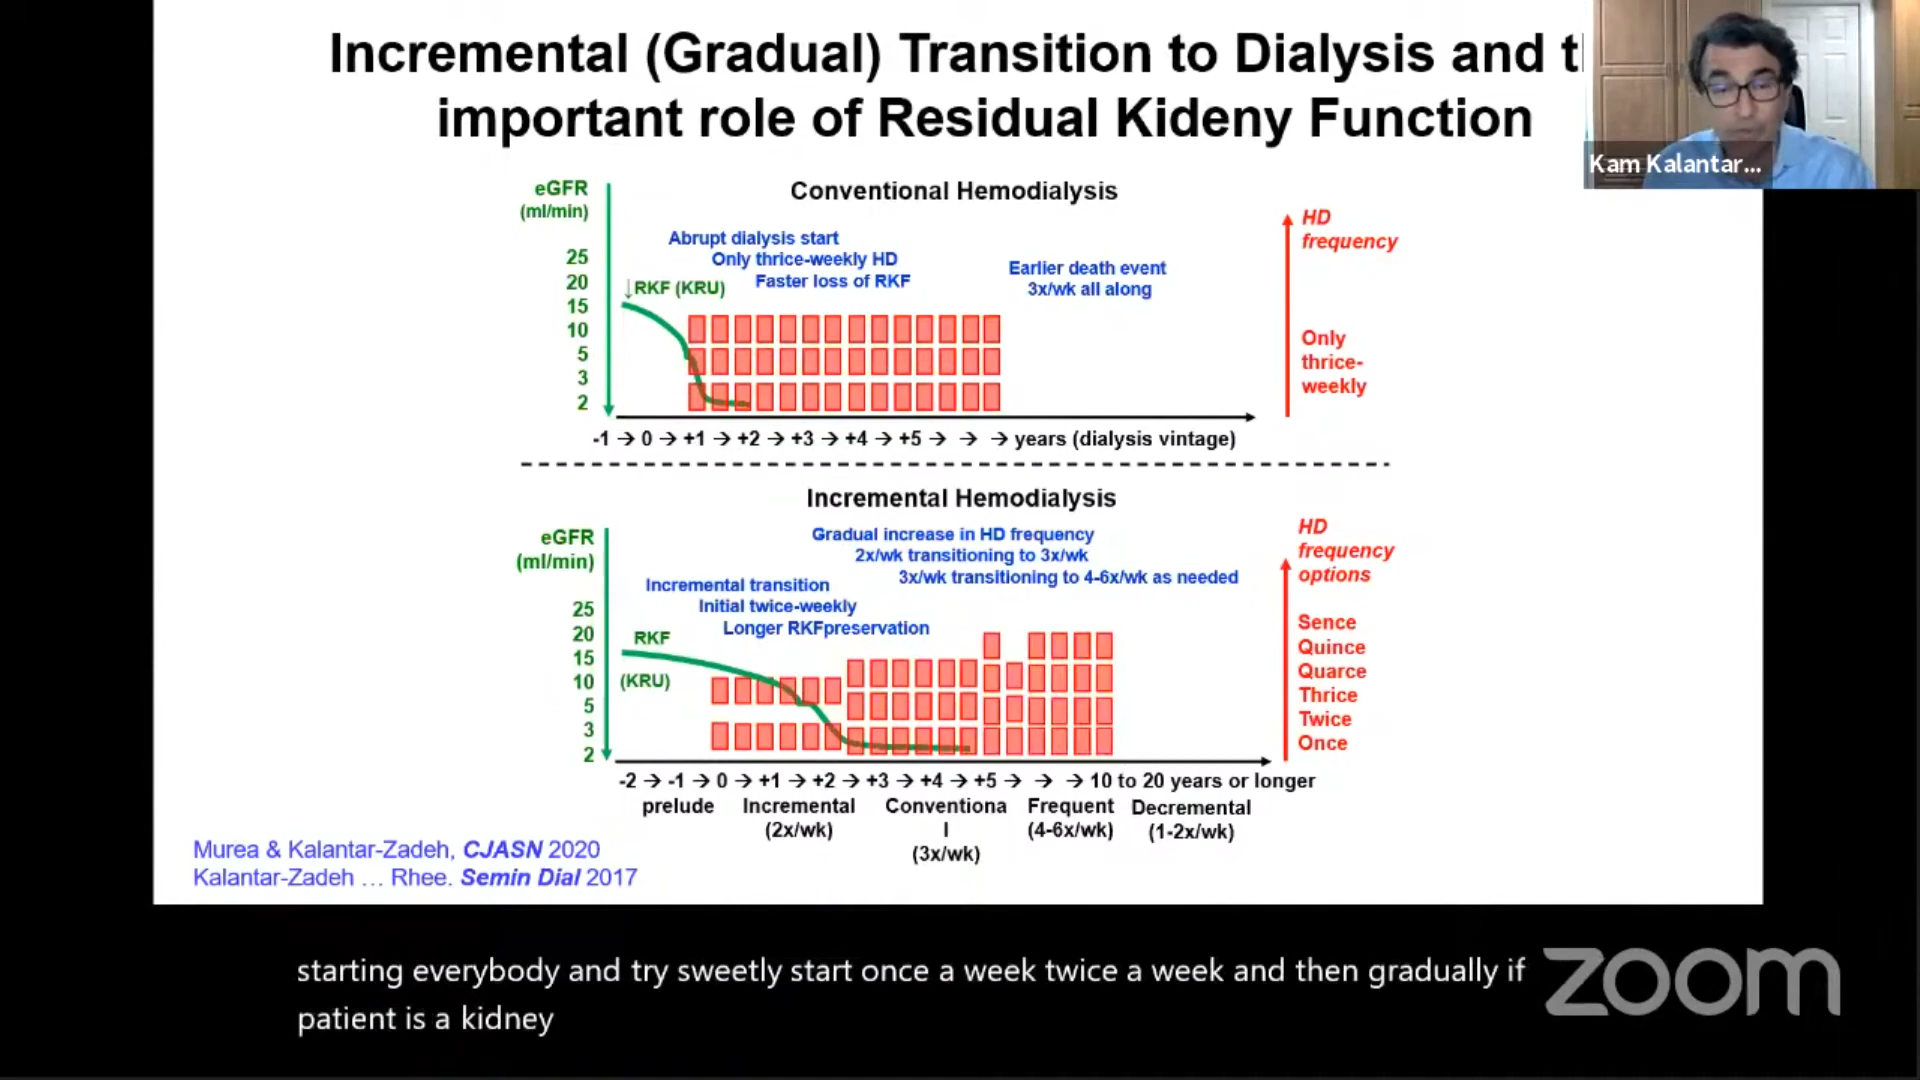 Incremental (Gradual) Transition to Dialysis and t
important role of Residual Kideny Function
Kam Kalantar...
eGFR
(ml/min)
Conventional Hemodialysis
HD
frequency
Abrupt dialysis start
Only thrice-weekly HD
Faster loss of RKF
Earlier death event
3x/wk all along
↓RKF (KRU)
25
20
15
10
5
3
2
Only
thrice-
weekly
-1 → 0 → +1 → +2 → +3 → +4 → +5 → → → years (dialysis vintage)
Incremental Hemodialysis
eGFR
(ml/min)
HD
frequency
options
Gradual increase in HD frequency
2x/wk transitioning to 3x/wk
3x/wk transitioning to 4-6x/wk as needed
Incremental transition
Initial twice-weekly
Longer RKFpreservation
RKF
(KRU)
25
20
15
10
5
3
2
Sence
Quince
Quarce
Thrice
Twice
Once
-2 → -1 → 0 → +1 → +2 → +3 → +4 → +5 → → → 10 to 20 years or longer
prelude
Incremental
(2x/wk)
Conventiona
l
(3x/wk)
Frequent
(4-6x/wk)
Decremental
(1-2x/wk)
Murea & Kalantar-Zadeh, CJASN 2020
Kalantar-Zadeh … Rhee. Semin Dial 2017
starting everybody and try sweetly start once a week twice a week and then gradually if
patient is a kidney
zoom